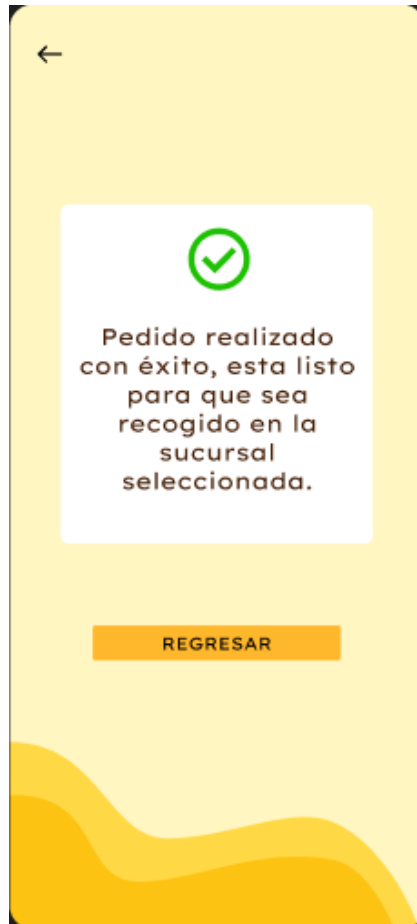 Pedido realizado
con éxito, esta listo
para que sea
recogido en la
sucursal
seleccionada.
REGRESAR